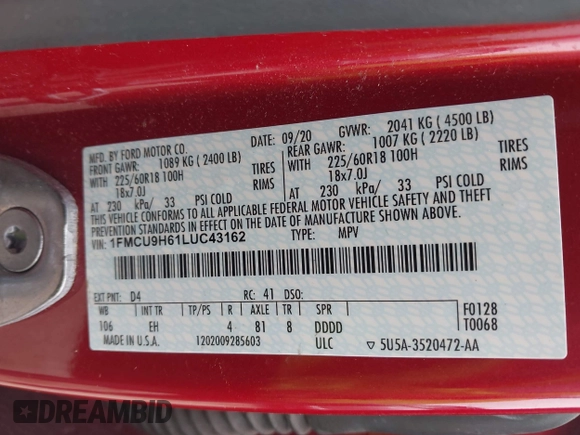 MFD. BY FORD MOTOR CO.
DATE: 09/20 GVWR: 2041 KG ( 4500 LB)
FRONT GAWR: 1089 KG ( 2400 LB) REAR GAWR: 1007 KG ( 2220 LB)
WITH 225/60R18 100H TIRES WITH 225/60R18 100H TIRES
18x7.0J RIMS 18x7.0J RIMS
AT 230 kPa/ 33 PSI COLD AT 230 kPa/ 33 PSI COLD
THIS VEHICLE CONFORMS TO ALL APPLICABLE FEDERAL MOTOR VEHICLE SAFETY AND THEFT
PREVENTION STANDARDS IN EFFECT ON THE DATE OF MANUFACTURE SHOWN ABOVE.
VIN: 1FMCU9H61LUC43162 TYPE: MPV
EXT PNT: D4 RC: 41 DSO:
WB INT TR TP/PS R AXLE TR SPR F0128
106 EH 4 81 8 DDDD T0068
MADE IN U.S.A. 1202009285603 ULC ▽ 5U5A-3520472-AA
DREAMBID